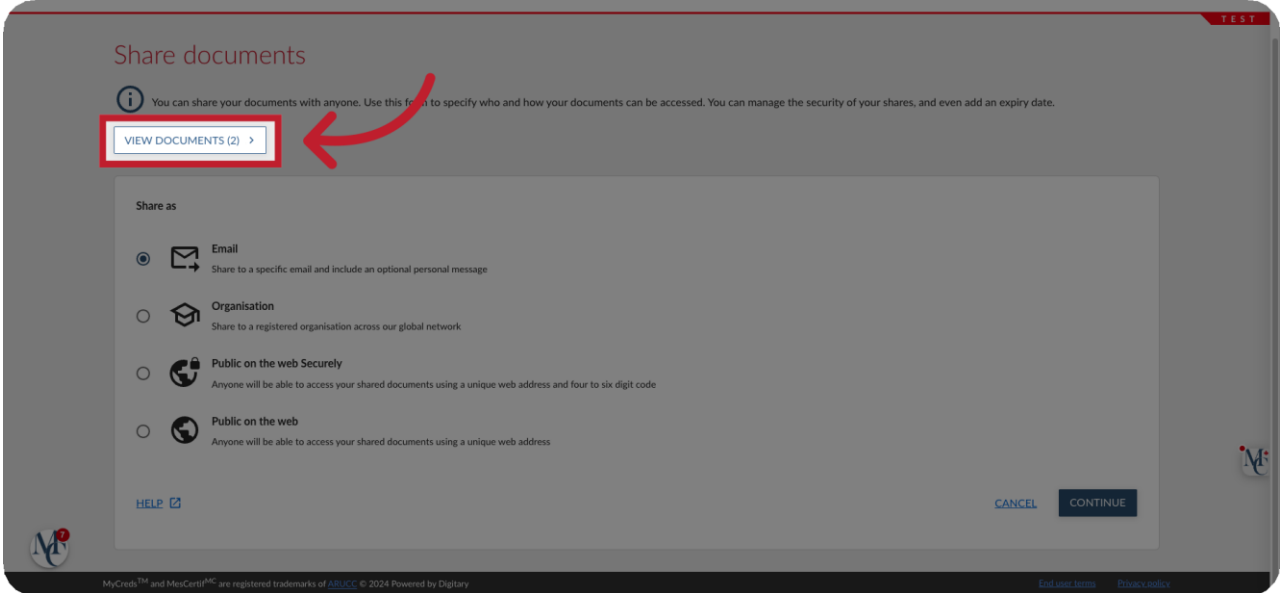 TEST
Share documents
You can share your documents with anyone. Use this form to specify who and how your documents can be accessed. You can manage the security of your shares, and even add an expiry date.
VIEW DOCUMENTS (2) >
Share as
Email
Share to a specific email and include an optional personal message
Organisation
Share to a registered organisation across our global network
Public on the web Securely
Anyone will be able to access your shared documents using a unique web address and four to six digit code
Public on the web
Anyone will be able to access your shared documents using a unique web address
HELP
CANCEL
CONTINUE
7
MyCreds™ and MesCertif^MC are registered trademarks of ARUCC © 2024 Powered by Digitary
End user terms
Privacy policy